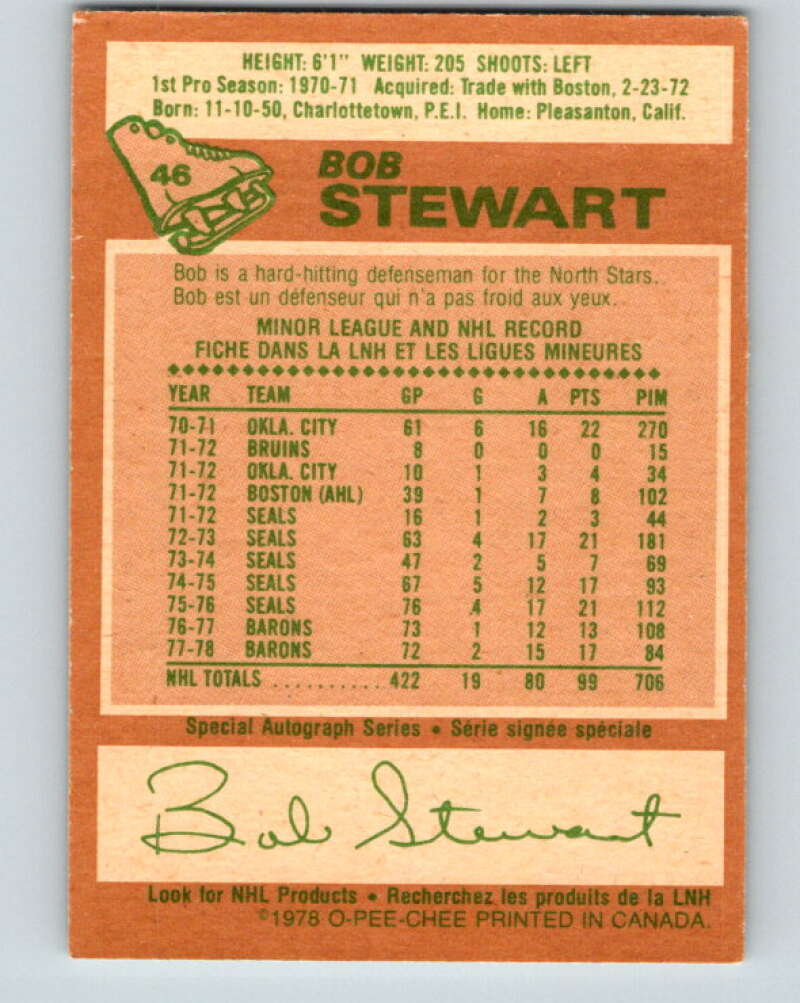 HEIGHT: 6'1" WEIGHT: 205 SHOOTS: LEFT
1st Pro Season: 1970-71 Acquired: Trade with Boston, 2-23-72
Born: 11-10-50, Charlottetown, P.E.I. Home: Pleasanton, Calif.
46
BOB
STEWART
Bob is a hard-hitting defenseman for the North Stars.
Bob est un défenseur qui n'a pas froid aux yeux.
MINOR LEAGUE AND NHL RECORD
FICHE DANS LA LNH ET LES LIGUES MINEURES
YEAR TEAM GP G A PTS PIM
70-71 OKLA. CITY 61 6 16 22 270
71-72 BRUINS 8 0 0 0 15
71-72 OKLA. CITY 10 1 3 4 34
71-72 BOSTON (AHL) 39 1 7 8 102
71-72 SEALS 16 1 2 3 44
72-73 SEALS 63 4 17 21 181
73-74 SEALS 47 2 5 7 69
74-75 SEALS 67 5 12 17 93
75-76 SEALS 76 4 17 21 112
76-77 BARONS 73 1 12 13 108
77-78 BARONS 72 2 15 17 84
NHL TOTALS .......... 422 19 80 99 706
Special Autograph Series • Série signée spéciale
Bob Stewart
Look for NHL Products • Recherchez les produits de la LNH
©1978 O-PEE-CHEE PRINTED IN CANADA.